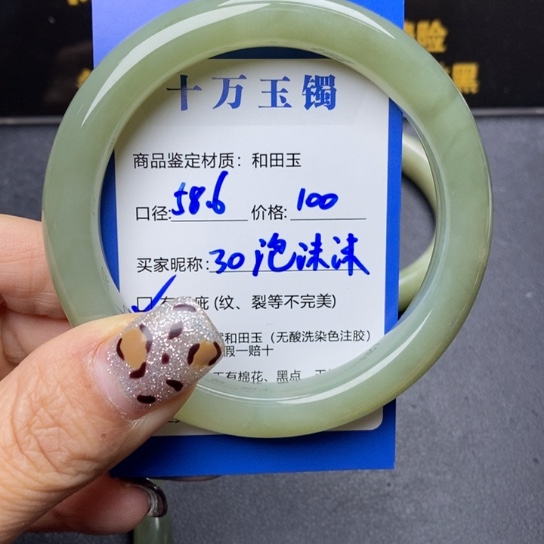 险
黑
十万玉镯
商品鉴定材质：和田玉
口径:58.6 价格: 100
买家昵称:30泡沫沫
疵 (纹、裂等不完美)
和田玉（无酸洗染色注胶）
假一赔十
有棉花、黑点、